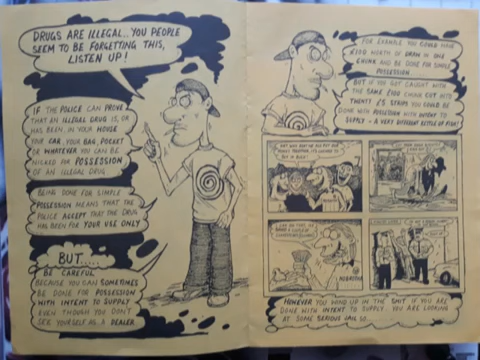 DRUGS ARE ILLEGAL... YOU PEOPLE
SEEM TO BE FORGETTING THIS,
LISTEN UP!
IF THE POLICE CAN PROVE
THAT AN ILLEGAL DRUG IS, OR
HAS BEEN, IN YOUR HOUSE
YOUR CAR, YOUR BAG, POCKET
OR WHATEVER YOU CAN BE
NICKED FOR POSSESSION
OF AN ILLEGAL DRUG
BEING DONE FOR SIMPLE
POSSESSION MEANS THAT THE
POLICE ACCEPT THAT THE DRUG
HAS BEEN FOR YOUR USE ONLY
BUT.....
BE CAREFUL
BECAUSE YOU CAN SOMETIMES
BE DONE FOR POSSESSION
WITH INTENT TO SUPPLY
EVEN THOUGH YOU DON'T
SEE YOURSELF AS A DEALER
FOR EXAMPLE YOU COULD HAVE
£100 WORTH OF DRAW IN ONE
CHUNK AND BE DONE FOR SIMPLE
POSSESSION
BUT IF YOU GOT CAUGHT WITH
THE SAME £100 CHUNK CUT INTO
TWENTY £5 STRIPS YOU COULD BE
DONE WITH POSSESSION WITH INTENT TO
SUPPLY - A VERY DIFFERENT KETTLE OF FISH!
HOWEVER YOU WOUND UP IN THE SHIT IF YOU ARE
DONE WITH INTENT TO SUPPLY YOU ARE LOOKING
AT SOME SERIOUS JAIL SO